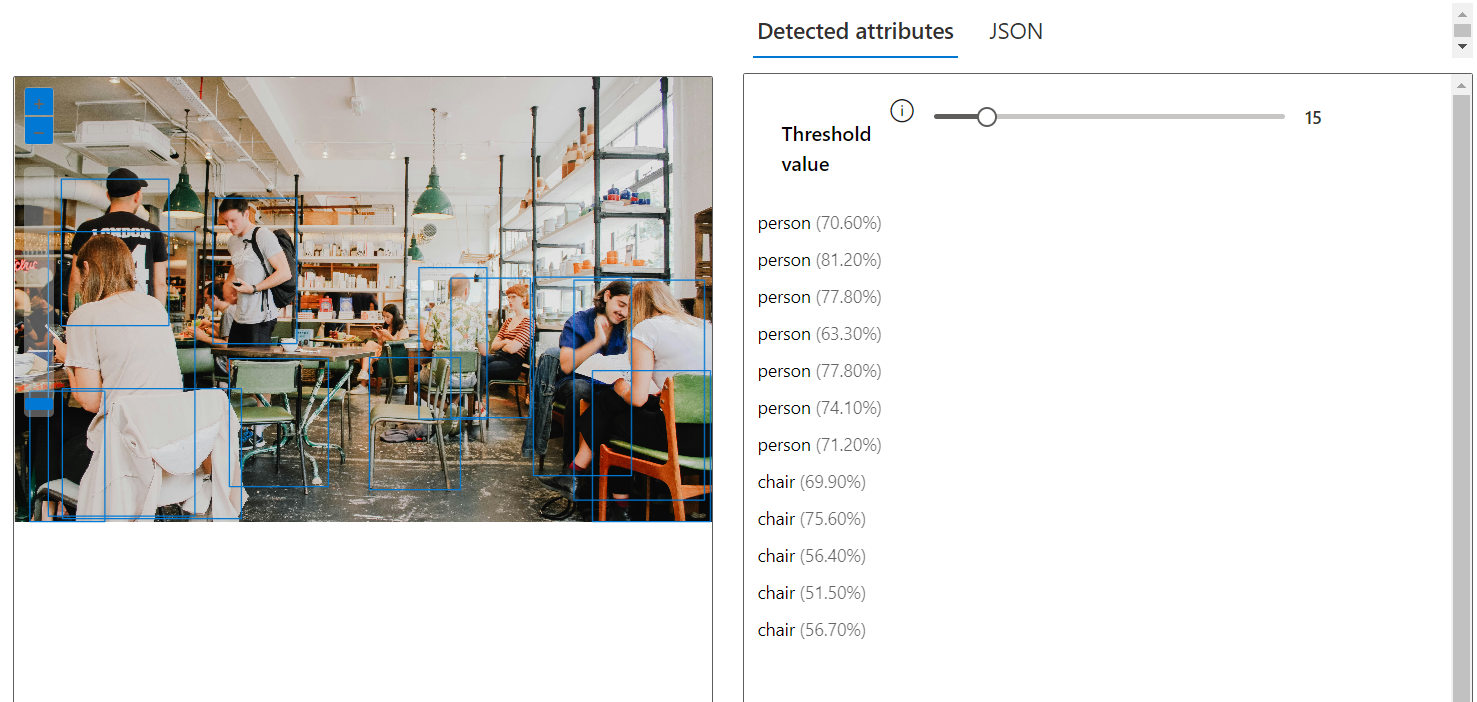 Detected attributes JSON
Threshold value
15
person (70.60%)
person (81.20%)
person (77.80%)
person (63.30%)
person (77.80%)
person (74.10%)
person (71.20%)
chair (69.90%)
chair (75.60%)
chair (56.40%)
chair (51.50%)
chair (56.70%)
+
-
LONDON